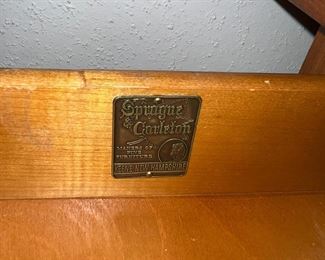 Sprague
& Carleton
MAKERS OF
FINE
FURNITURE
KEENE NEW HAMPSHIRE